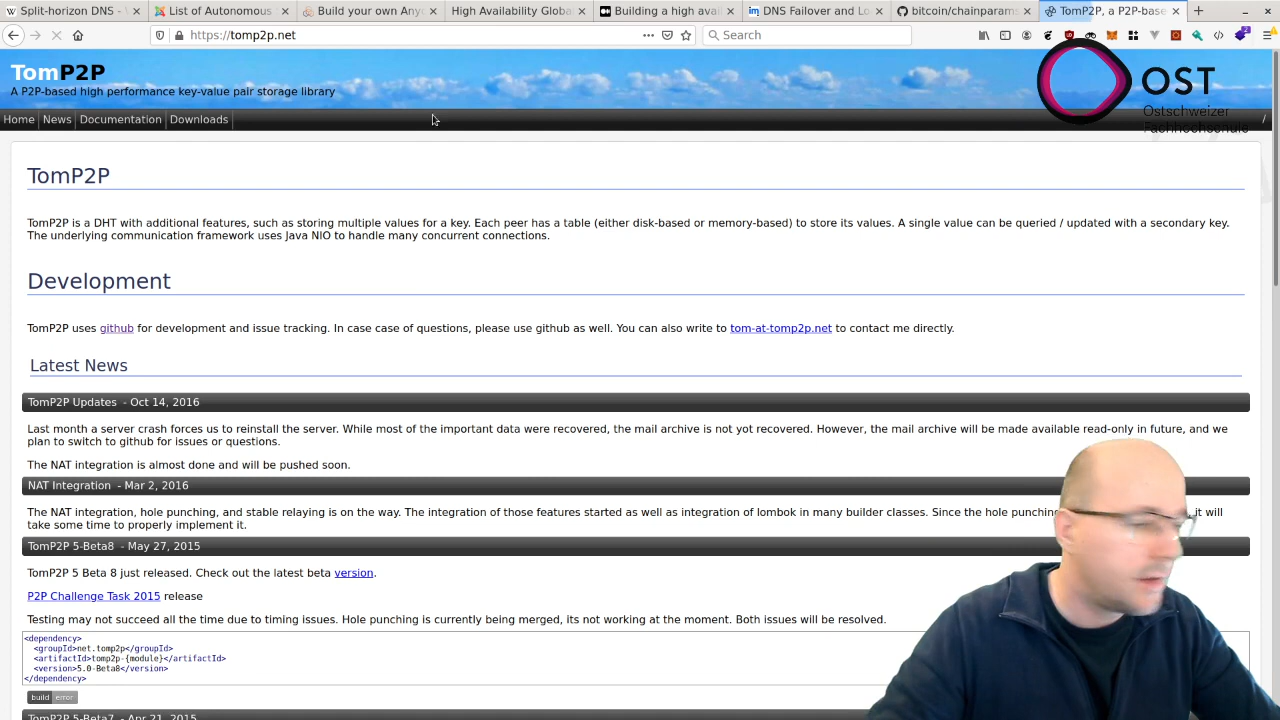 Split-horizon DNS -
List of Autonomous
Build your own Any
High Availability Globa
Building a high avai
DNS Failover and Lo
bitcoin/chainparams
TomP2P, a P2P-base
https://tomp2p.net
Search
TomP2P
A P2P-based high performance key-value pair storage library
OST
Ostschweizer
Fachhochschule
Home
News
Documentation
Downloads
/
TomP2P
TomP2P is a DHT with additional features, such as storing multiple values for a key. Each peer has a table (either disk-based or memory-based) to store its values. A single value can be queried / updated with a secondary key.
The underlying communication framework uses Java NIO to handle many concurrent connections.
Development
TomP2P uses github for development and issue tracking. In case case of questions, please use github as well. You can also write to tom-at-tomp2p.net to contact me directly.
Latest News
TomP2P Updates - Oct 14, 2016
Last month a server crash forces us to reinstall the server. While most of the important data were recovered, the mail archive is not yot recovered. However, the mail archive will be made available read-only in future, and we
plan to switch to github for issues or questions.
The NAT integration is almost done and will be pushed soon.
NAT Integration - Mar 2, 2016
The NAT integration, hole punching, and stable relaying is on the way. The integration of those features started as well as integration of lombok in many builder classes. Since the hole punching it will
take some time to properly implement it.
TomP2P 5-Beta8 - May 27, 2015
TomP2P 5 Beta 8 just released. Check out the latest beta version.
P2P Challenge Task 2015 release
Testing may not succeed all the time due to timing issues. Hole punching is currently being merged, its not working at the moment. Both issues will be resolved.
<dependency>
<groupId>net.tomp2p</groupId>
<artifactId>tomp2p-{module}</artifactId>
<version>5.0-Beta8</version>
</dependency>
build error
TomP2P 5-Beta7 - Apr 21, 2015